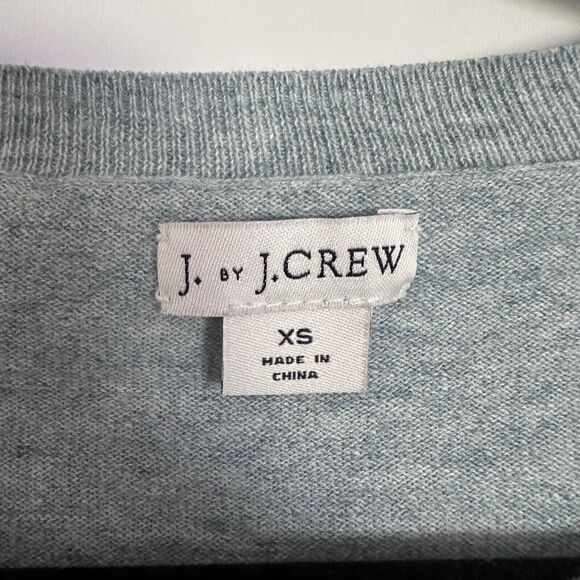 J. BY J.CREW
XS
MADE IN
CHINA